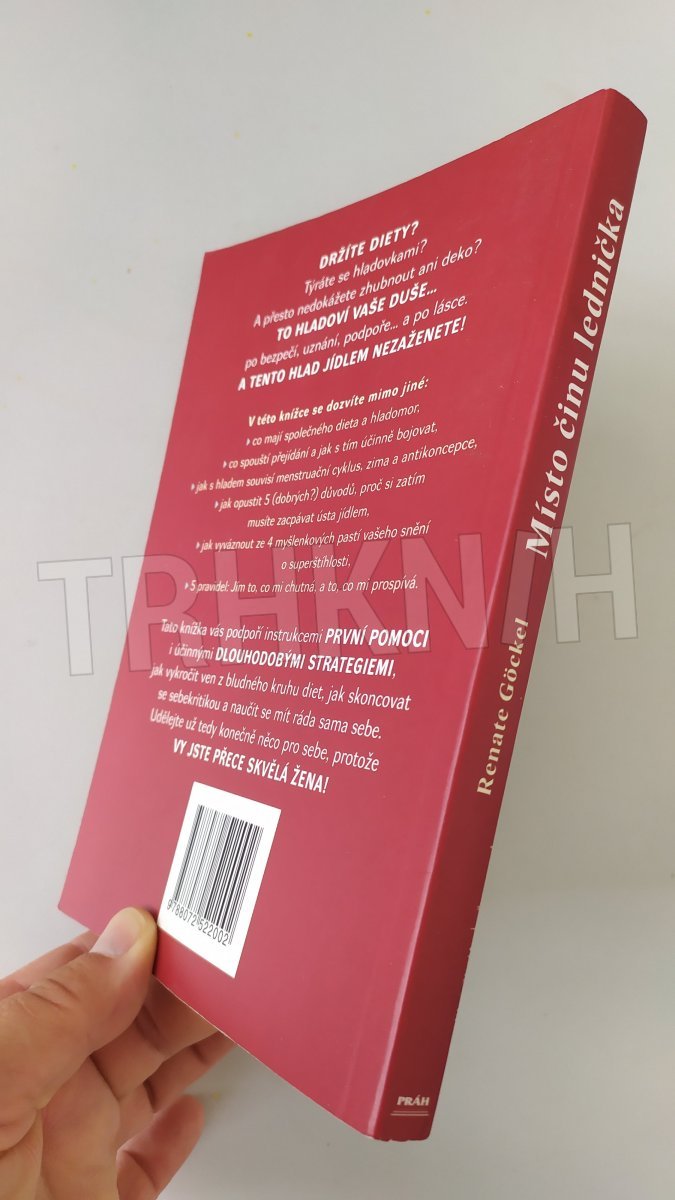 DRŽÍTE DIETY?
Týráte se hladovkami?
A přesto nedokážete zhubnout ani deko?
TO HLADOVÍ VAŠE DUŠE...
po bezpečí, uznání, podpoře... a po lásce.
A TENTO HLAD JÍDLEM NEZAŽENETE!
V této knížce se dozvíte mimo jiné:
co mají společného dieta a hladomor,
co spouští přejídání a jak s tím účinně bojovat,
jak s hladem souvisí menstruační cyklus, zima a antikoncepce,
jak opustit 5 (dobrých?) důvodů, proč si zatím
musíte zacpávat ústa jídlem,
jak vyváznout ze 4 myšlenkových pastí vašeho snění
o superštíhlosti,
5 pravidel: Jím to, co mi chutná, a to, co mi prospívá.
Tato knížka vás podpoří instrukcemi PRVNÍ POMOCI
i účinnými DLOUHODOBÝMI STRATEGIEMI,
jak vykročit ven z bludného kruhu diet, jak skoncovat
se sebekritikou a naučit se mít ráda sama sebe.
Udělejte už tedy konečně něco pro sebe, protože
VY JSTE PŘECE SKVĚLÁ ŽENA!
9788072522002
Renate Göckel
Místo činu lednička
PRÁH
TRHKNIH